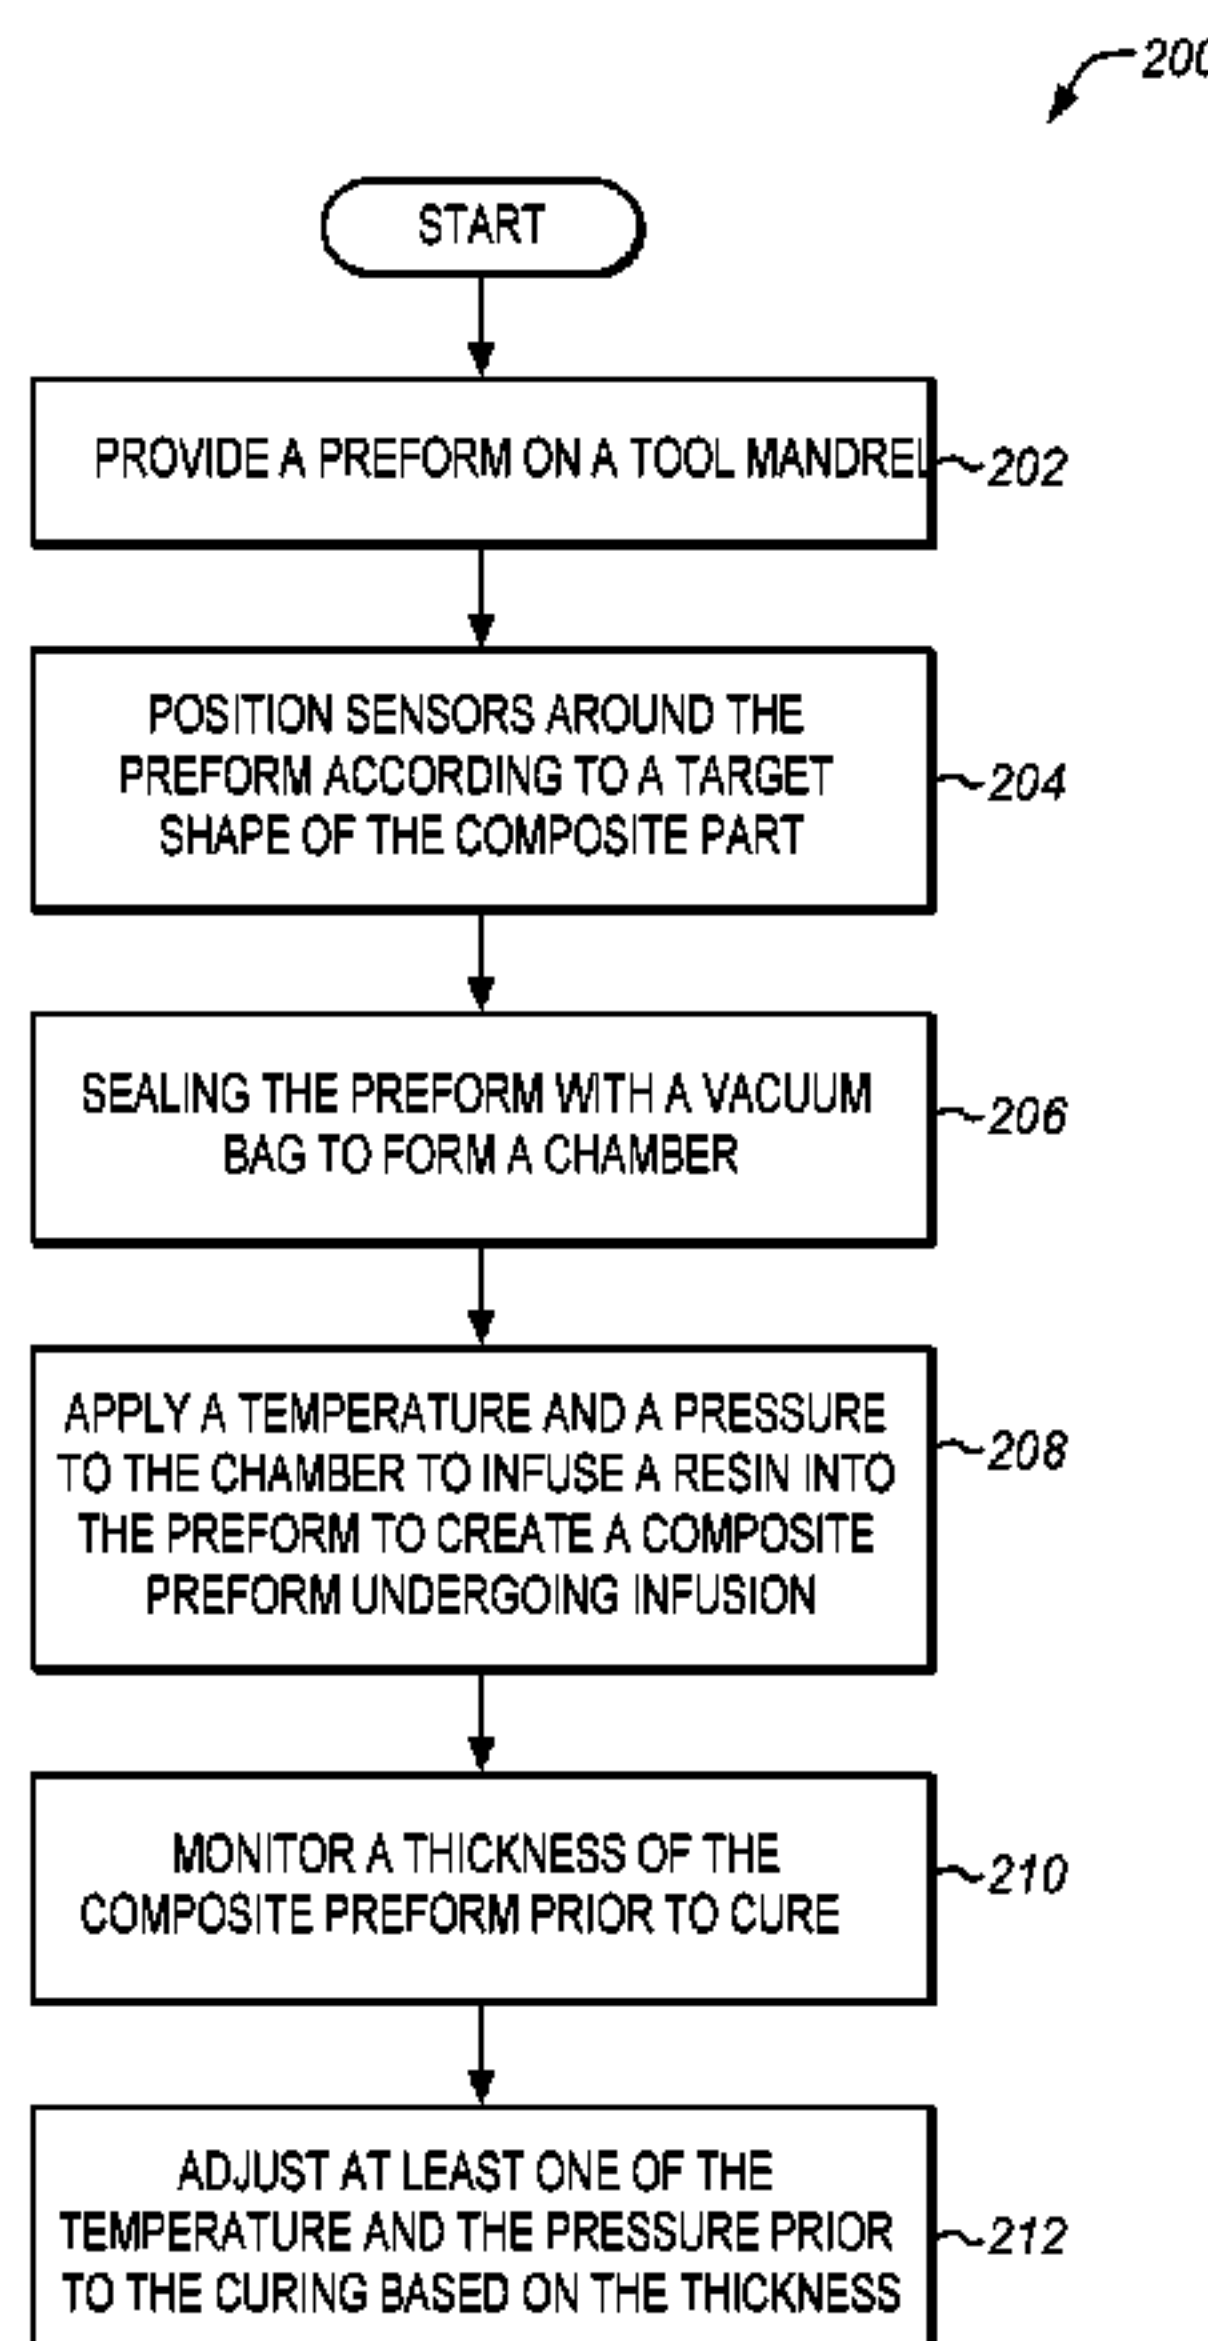 200
START
PROVIDE A PREFORM ON A TOOL MANDREL
202
POSITION SENSORS AROUND THE
PREFORM ACCORDING TO A TARGET
SHAPE OF THE COMPOSITE PART
204
SEALING THE PREFORM WITH A VACUUM
BAG TO FORM A CHAMBER
206
APPLY A TEMPERATURE AND A PRESSURE
TO THE CHAMBER TO INFUSE A RESIN INTO
THE PREFORM TO CREATE A COMPOSITE
PREFORM UNDERGOING INFUSION
208
MONITOR A THICKNESS OF THE
COMPOSITE PREFORM PRIOR TO CURE
210
ADJUST AT LEAST ONE OF THE
TEMPERATURE AND THE PRESSURE PRIOR
TO THE CURING BASED ON THE THICKNESS
212